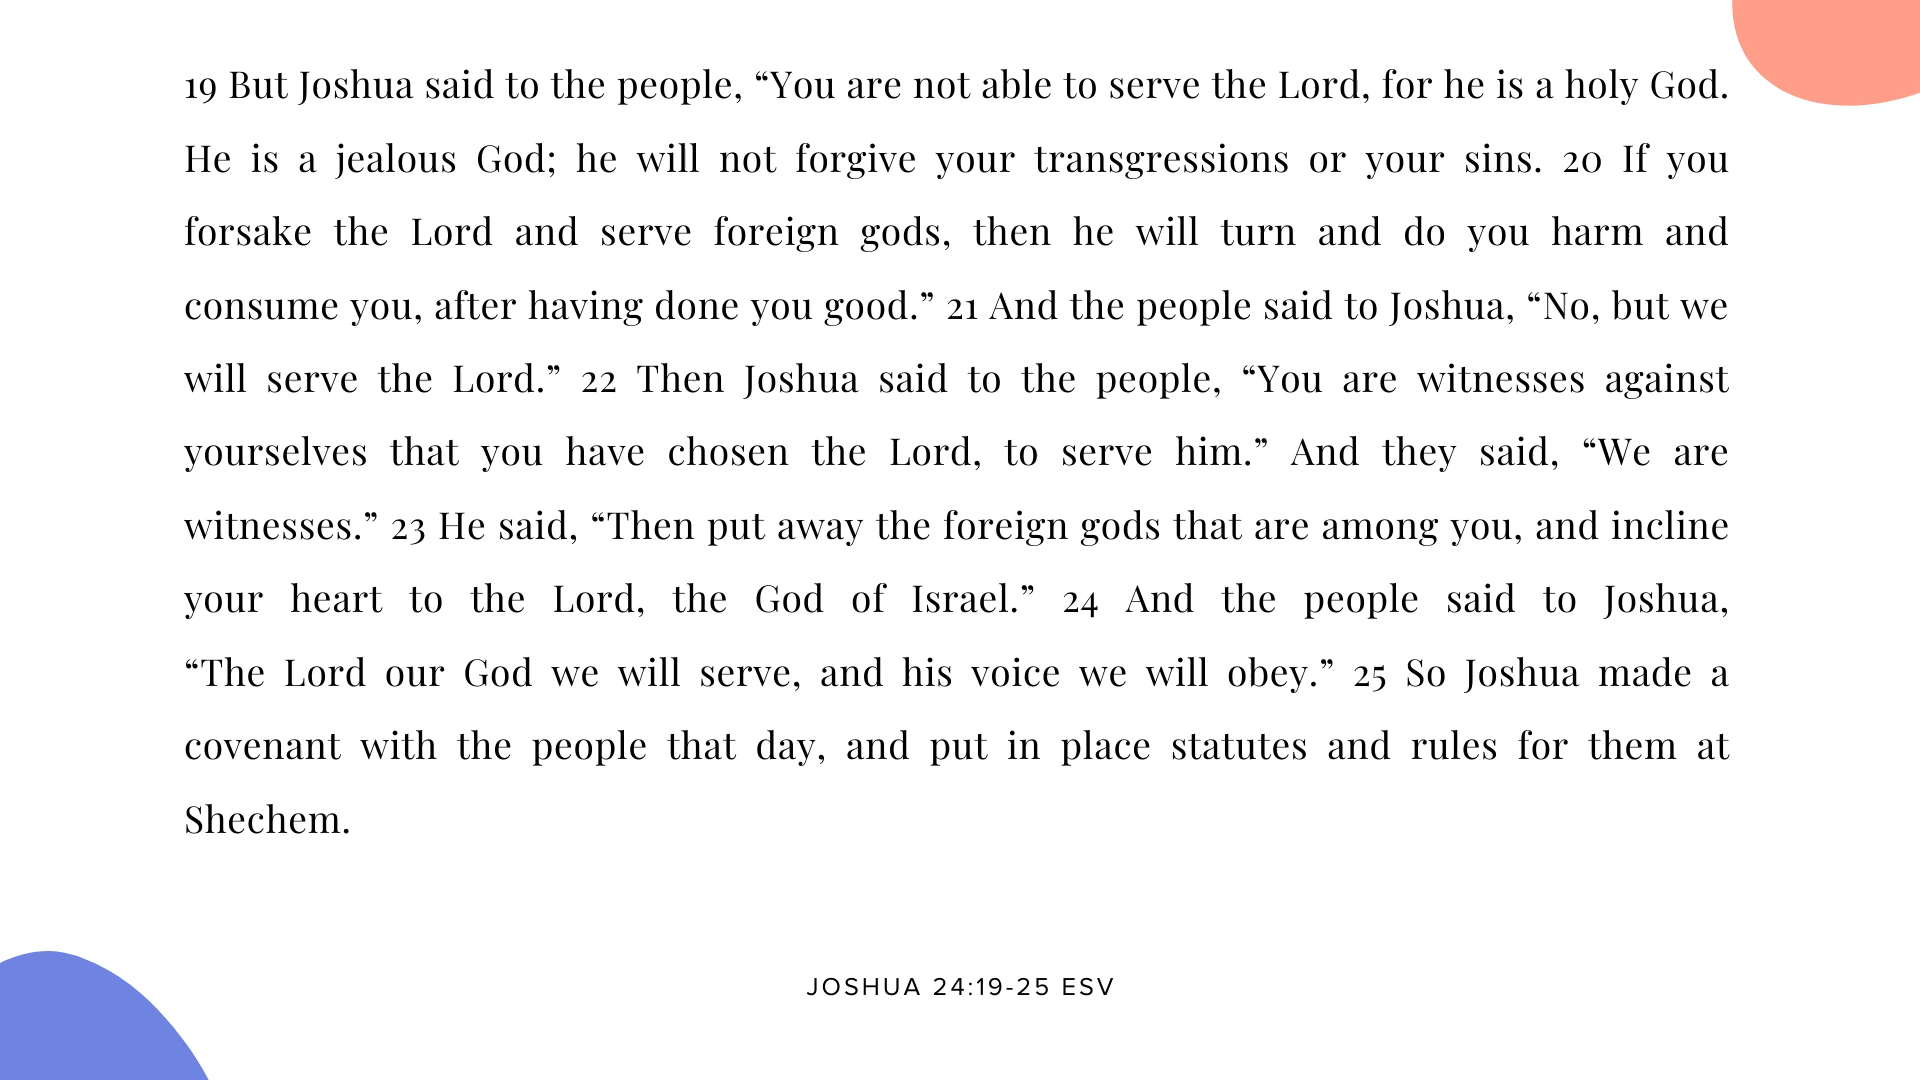 19 But Joshua said to the people, “You are not able to serve the Lord, for he is a holy God.
He is a jealous God; he will not forgive your transgressions or your sins. 20 If you
forsake the Lord and serve foreign gods, then he will turn and do you harm and
consume you, after having done you good.” 21 And the people said to Joshua, “No, but we
will serve the Lord.” 22 Then Joshua said to the people, “You are witnesses against
yourselves that you have chosen the Lord, to serve him.” And they said, “We are
witnesses.” 23 He said, “Then put away the foreign gods that are among you, and incline
your heart to the Lord, the God of Israel.” 24 And the people said to Joshua,
“The Lord our God we will serve, and his voice we will obey.” 25 So Joshua made a
covenant with the people that day, and put in place statutes and rules for them at
Shechem.
JOSHUA 24:19-25 ESV